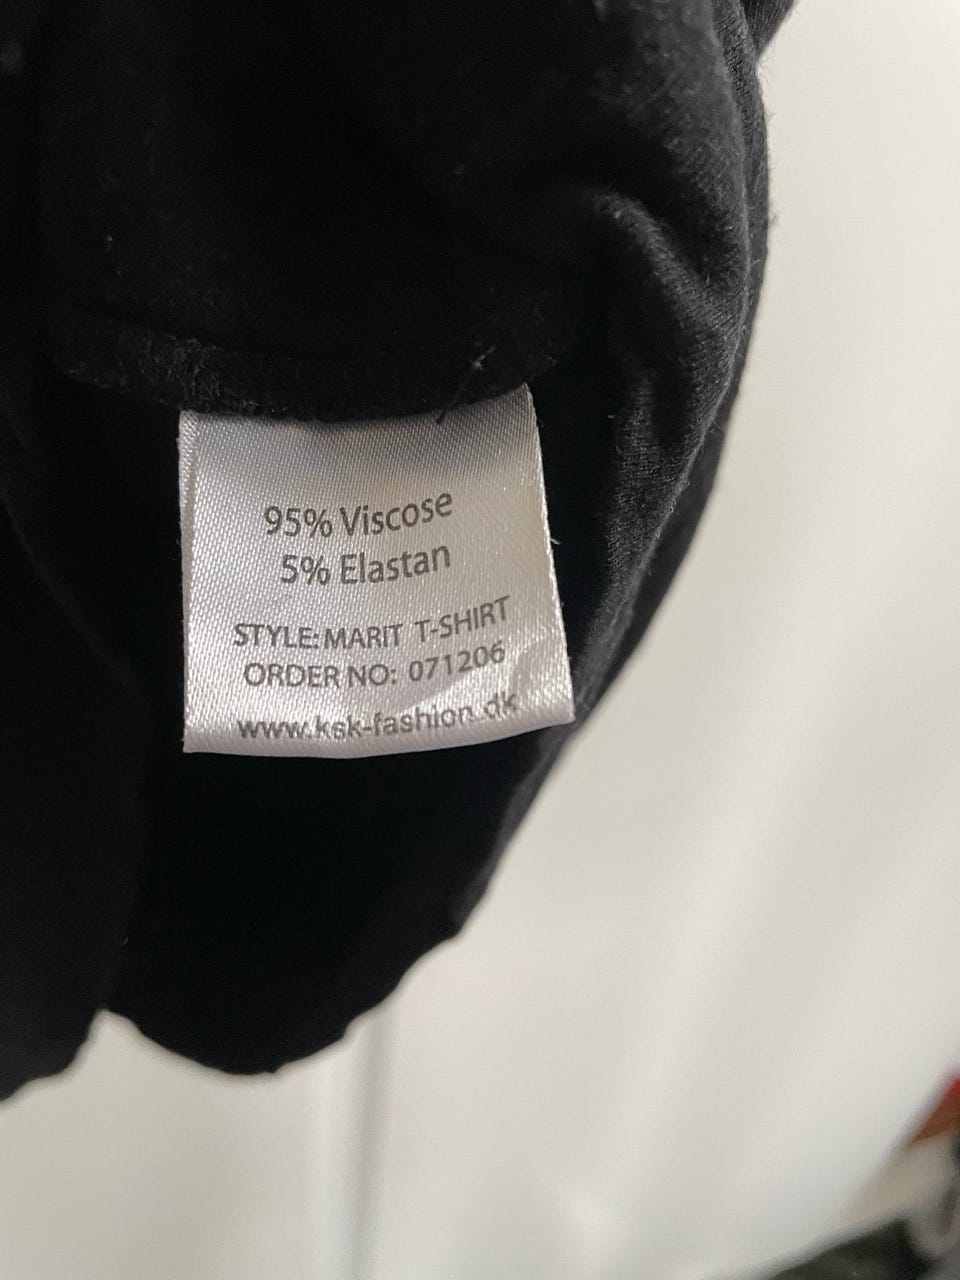 95% Viscose
5% Elastan
STYLE: MARIT T-SHIRT
ORDER NO: 071206
www.ksk-fashion.dk